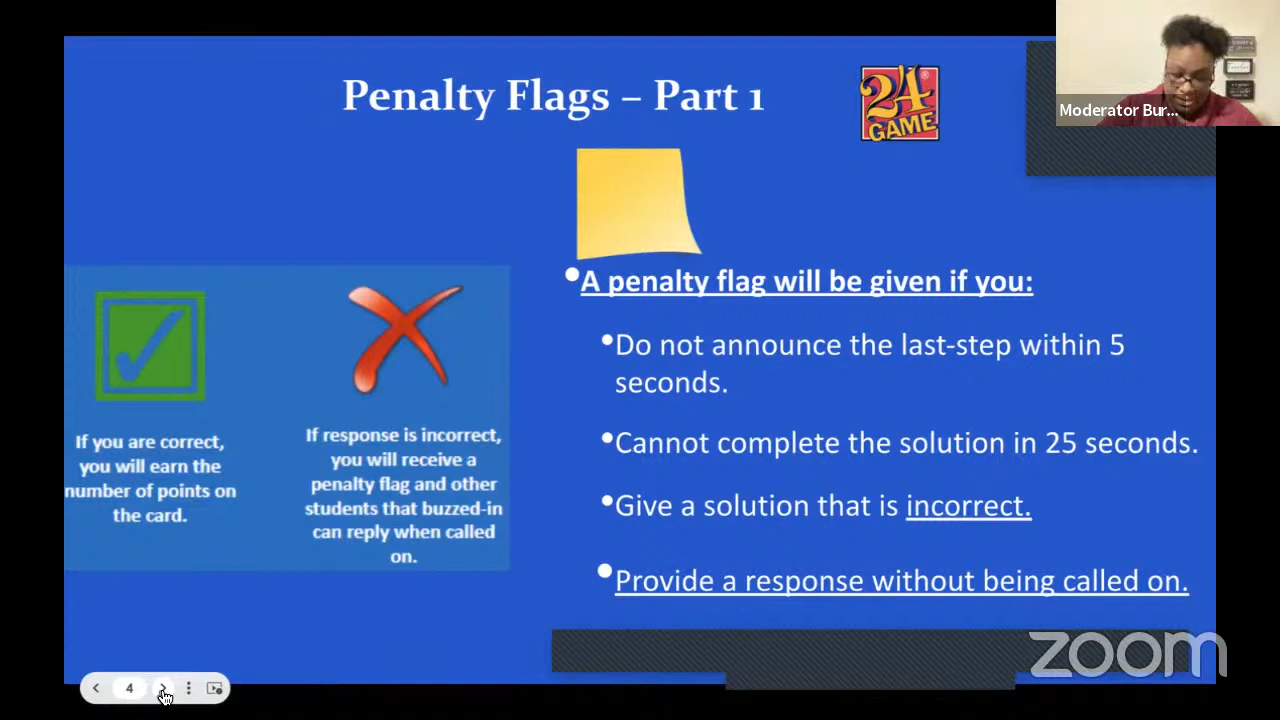 Penalty Flags – Part 1
24
GAME
®
Moderator Bur...
A penalty flag will be given if you:
Do not announce the last-step within 5
seconds.
Cannot complete the solution in 25 seconds.
Give a solution that is incorrect.
Provide a response without being called on.
If you are correct,
you will earn the
number of points on
the card.
If response is incorrect,
you will receive a
penalty flag and other
students that buzzed-in
can reply when called
on.
4
zoom